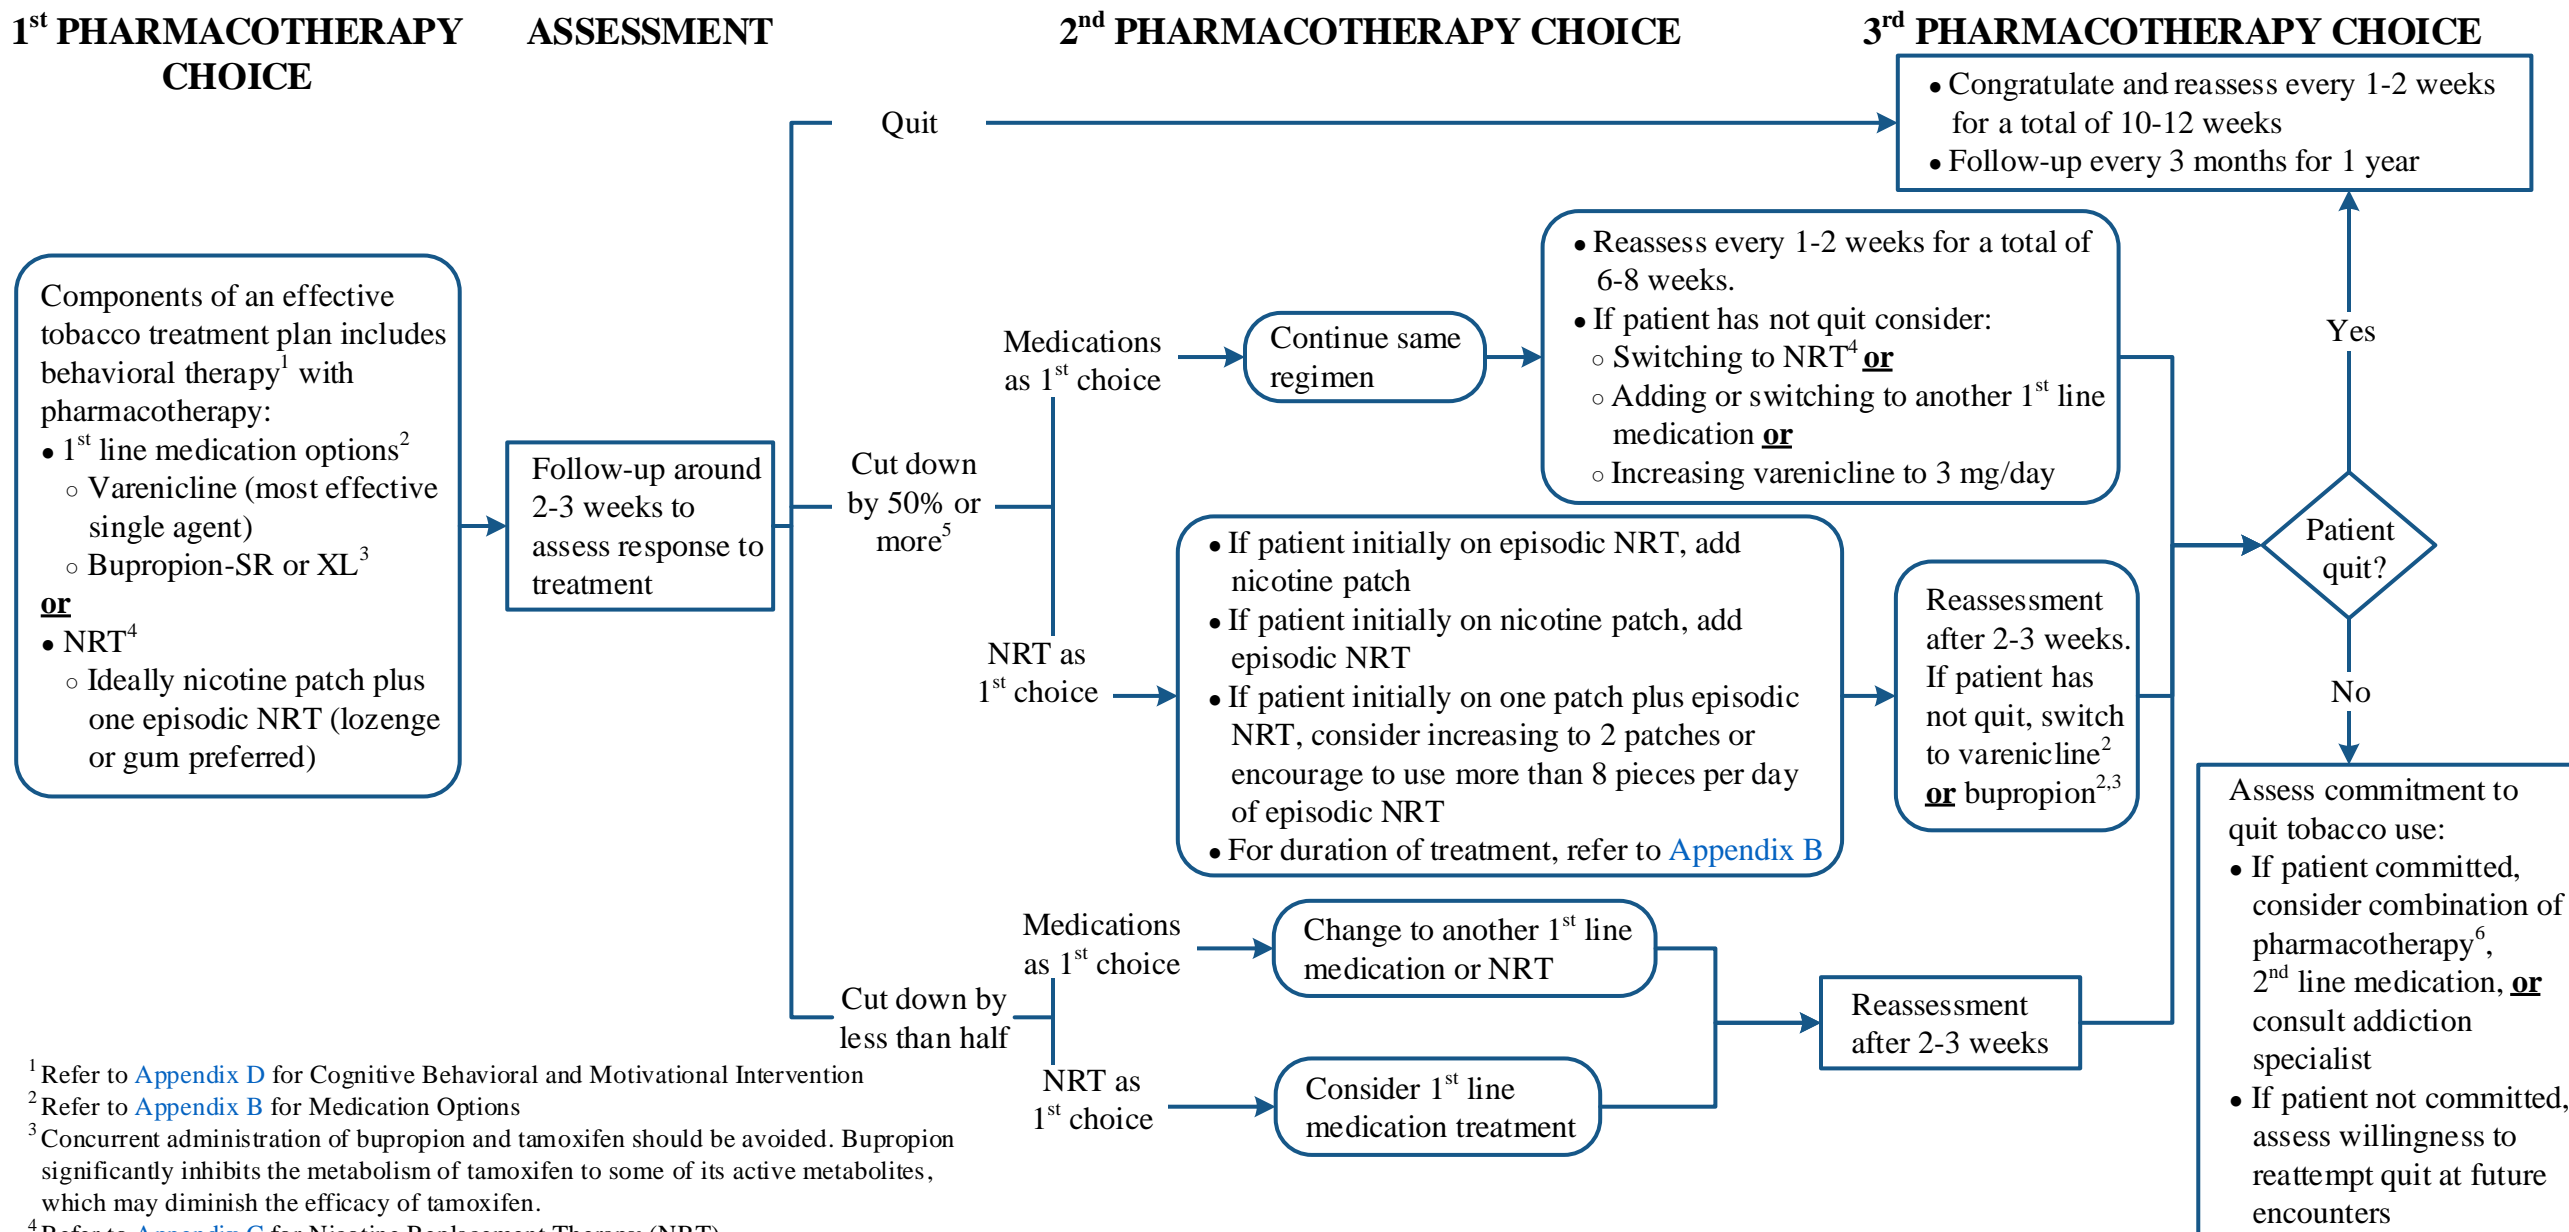 1st PHARMACOTHERAPY
CHOICE
ASSESSMENT
2nd PHARMACOTHERAPY CHOICE
3rd PHARMACOTHERAPY CHOICE
Components of an effective
tobacco treatment plan includes
behavioral therapy1 with
pharmacotherapy:
● 1st line medication options2
○ Varenicline (most effective
single agent)
○ Bupropion-SR or XL3
or
● NRT4
○ Ideally nicotine patch plus
one episodic NRT (lozenge
or gum preferred)
Follow-up around
2-3 weeks to
assess response to
treatment
Quit
● Congratulate and reassess every 1-2 weeks
for a total of 10-12 weeks
● Follow-up every 3 months for 1 year
Cut down
by 50% or
more5
Medications
as 1st choice
Continue same
regimen
● Reassess every 1-2 weeks for a total of
6-8 weeks.
● If patient has not quit consider:
○ Switching to NRT4 or
○ Adding or switching to another 1st line
medication or
○ Increasing varenicline to 3 mg/day
NRT as
1st choice
● If patient initially on episodic NRT, add
nicotine patch
● If patient initially on nicotine patch, add
episodic NRT
● If patient initially on one patch plus episodic
NRT, consider increasing to 2 patches or
encourage to use more than 8 pieces per day
of episodic NRT
● For duration of treatment, refer to Appendix B
Reassessment
after 2-3 weeks.
If patient has
not quit, switch
to varenicline2
or bupropion2,3
Cut down by
less than half
Medications
as 1st choice
Change to another 1st line
medication or NRT
NRT as
1st choice
Consider 1st line
medication treatment
Reassessment
after 2-3 weeks
Patient
quit?
Yes
No
Assess commitment to
quit tobacco use:
● If patient committed,
consider combination of
pharmacotherapy6,
2nd line medication, or
consult addiction
specialist
● If patient not committed,
assess willingness to
reattempt quit at future
encounters
1 Refer to Appendix D for Cognitive Behavioral and Motivational Intervention
2 Refer to Appendix B for Medication Options
3 Concurrent administration of bupropion and tamoxifen should be avoided. Bupropion
significantly inhibits the metabolism of tamoxifen to some of its active metabolites,
which may diminish the efficacy of tamoxifen.
4 Refer to Appendix C for Nicotine Replacement Therapy (NRT)